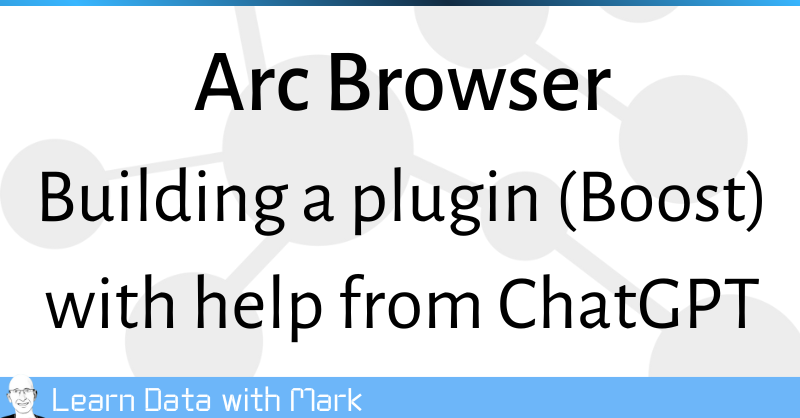 Arc Browser
Building a plugin (Boost)
with help from ChatGPT
Learn Data with Mark